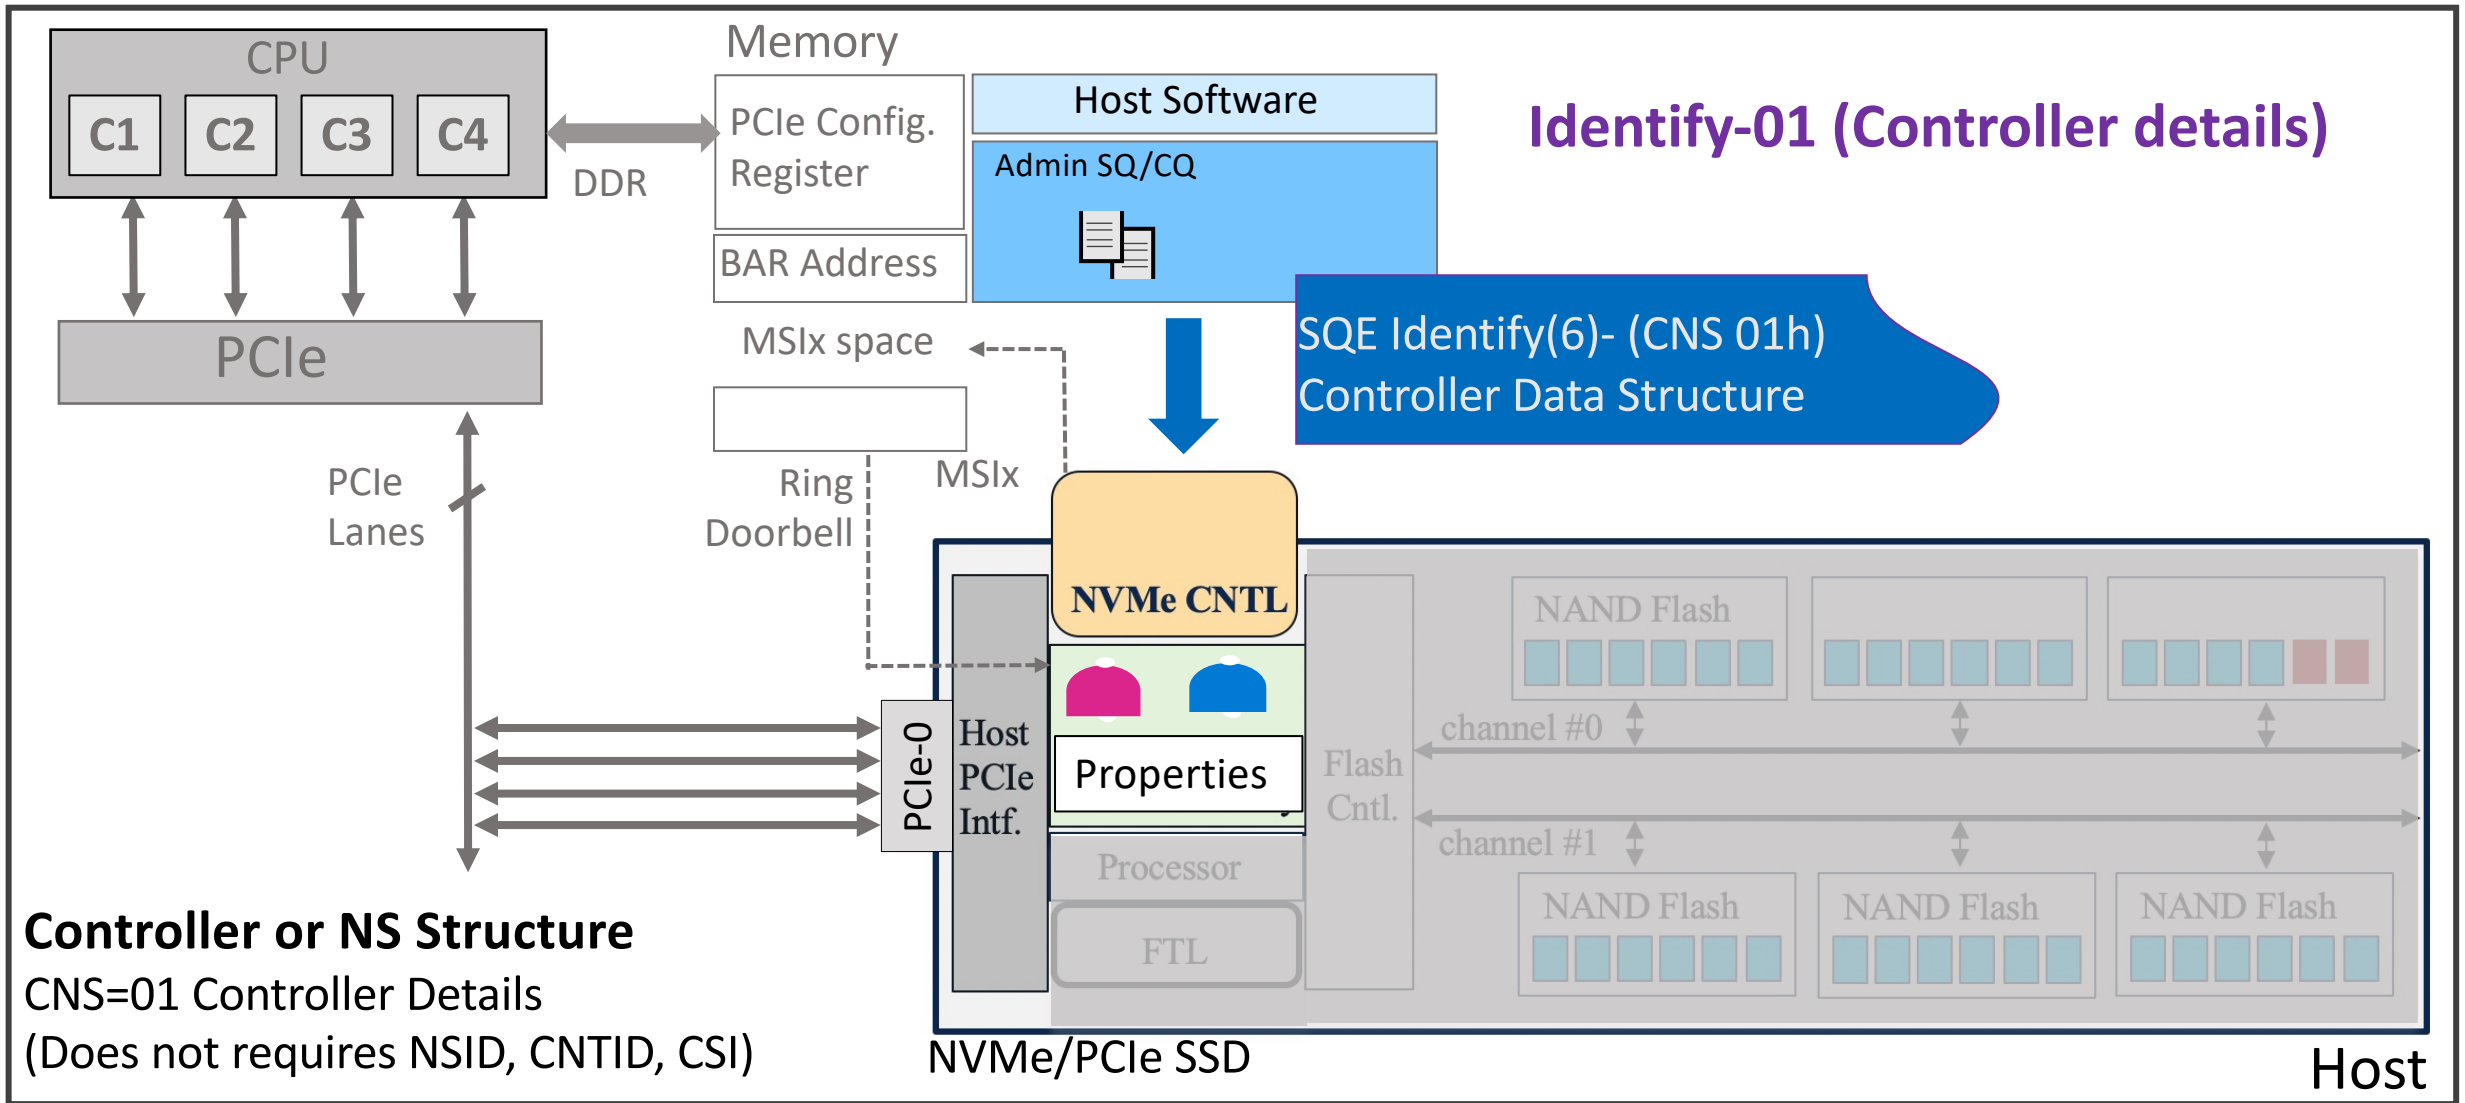 CPU
C1
C2
C3
C4
DDR
Memory
PCIe Config.
Register
BAR Address
Host Software
Admin SQ/CQ
Identify-01 (Controller details)
PCIe
MSIx space
SQE Identify(6)- (CNS 01h)
Controller Data Structure
PCIe
Lanes
Ring
Doorbell
MSIx
NVMe CNTL
PCIe-0
Host
PCIe
Intf.
Properties
Processor
FTL
Flash
Cntl.
NAND Flash
channel #0
channel #1
NAND Flash
NAND Flash
NAND Flash
Controller or NS Structure
CNS=01 Controller Details
(Does not requires NSID, CNTID, CSI)
NVMe/PCIe SSD
Host